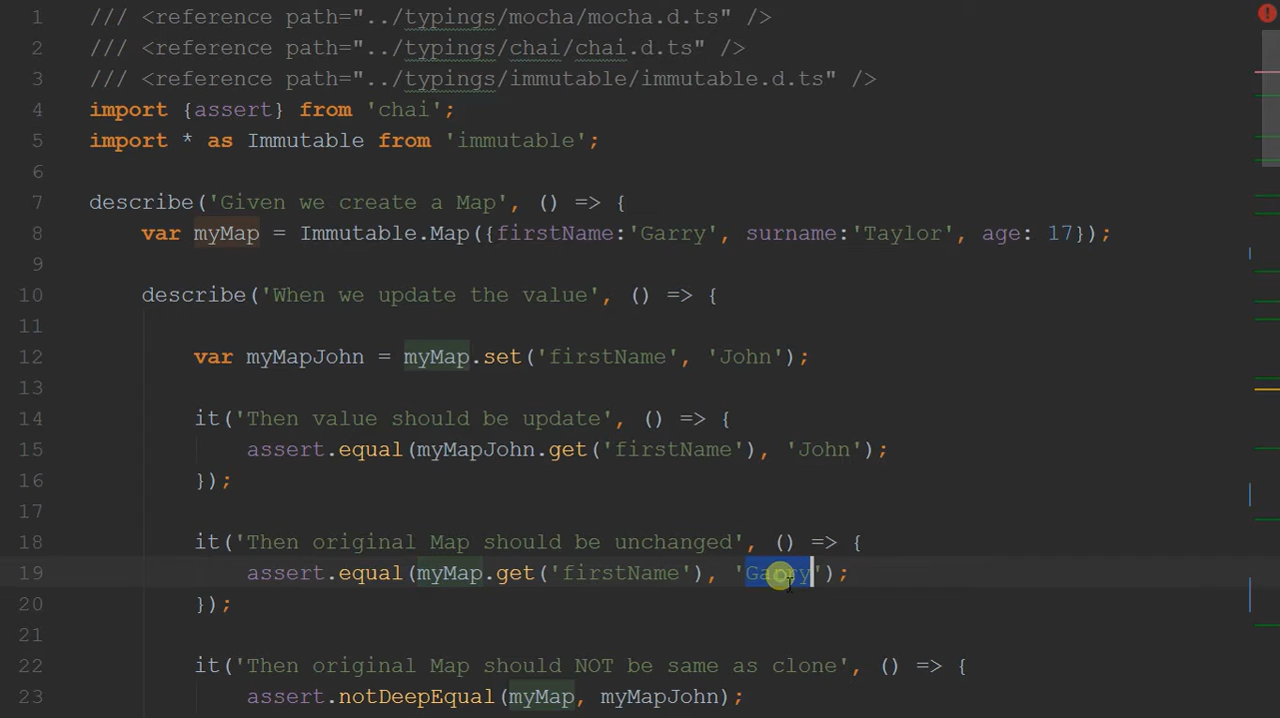 1 /// <reference path="../typings/mocha/mocha.d.ts" />
2 /// <reference path="../typings/chai/chai.d.ts" />
3 /// <reference path="../typings/immutable/immutable.d.ts" />
4 import {assert} from 'chai';
5 import * as Immutable from 'immutable';
6
7 describe('Given we create a Map', () => {
8 var myMap = Immutable.Map({firstName:'Garry', surname:'Taylor', age: 17});
9
10 describe('When we update the value', () => {
11
12 var myMapJohn = myMap.set('firstName', 'John');
13
14 it('Then value should be update', () => {
15 assert.equal(myMapJohn.get('firstName'), 'John');
16 });
17
18 it('Then original Map should be unchanged', () => {
19 assert.equal(myMap.get('firstName'), 'Garry');
20 });
21
22 it('Then original Map should NOT be same as clone', () => {
23 assert.notDeepEqual(myMap, myMapJohn);